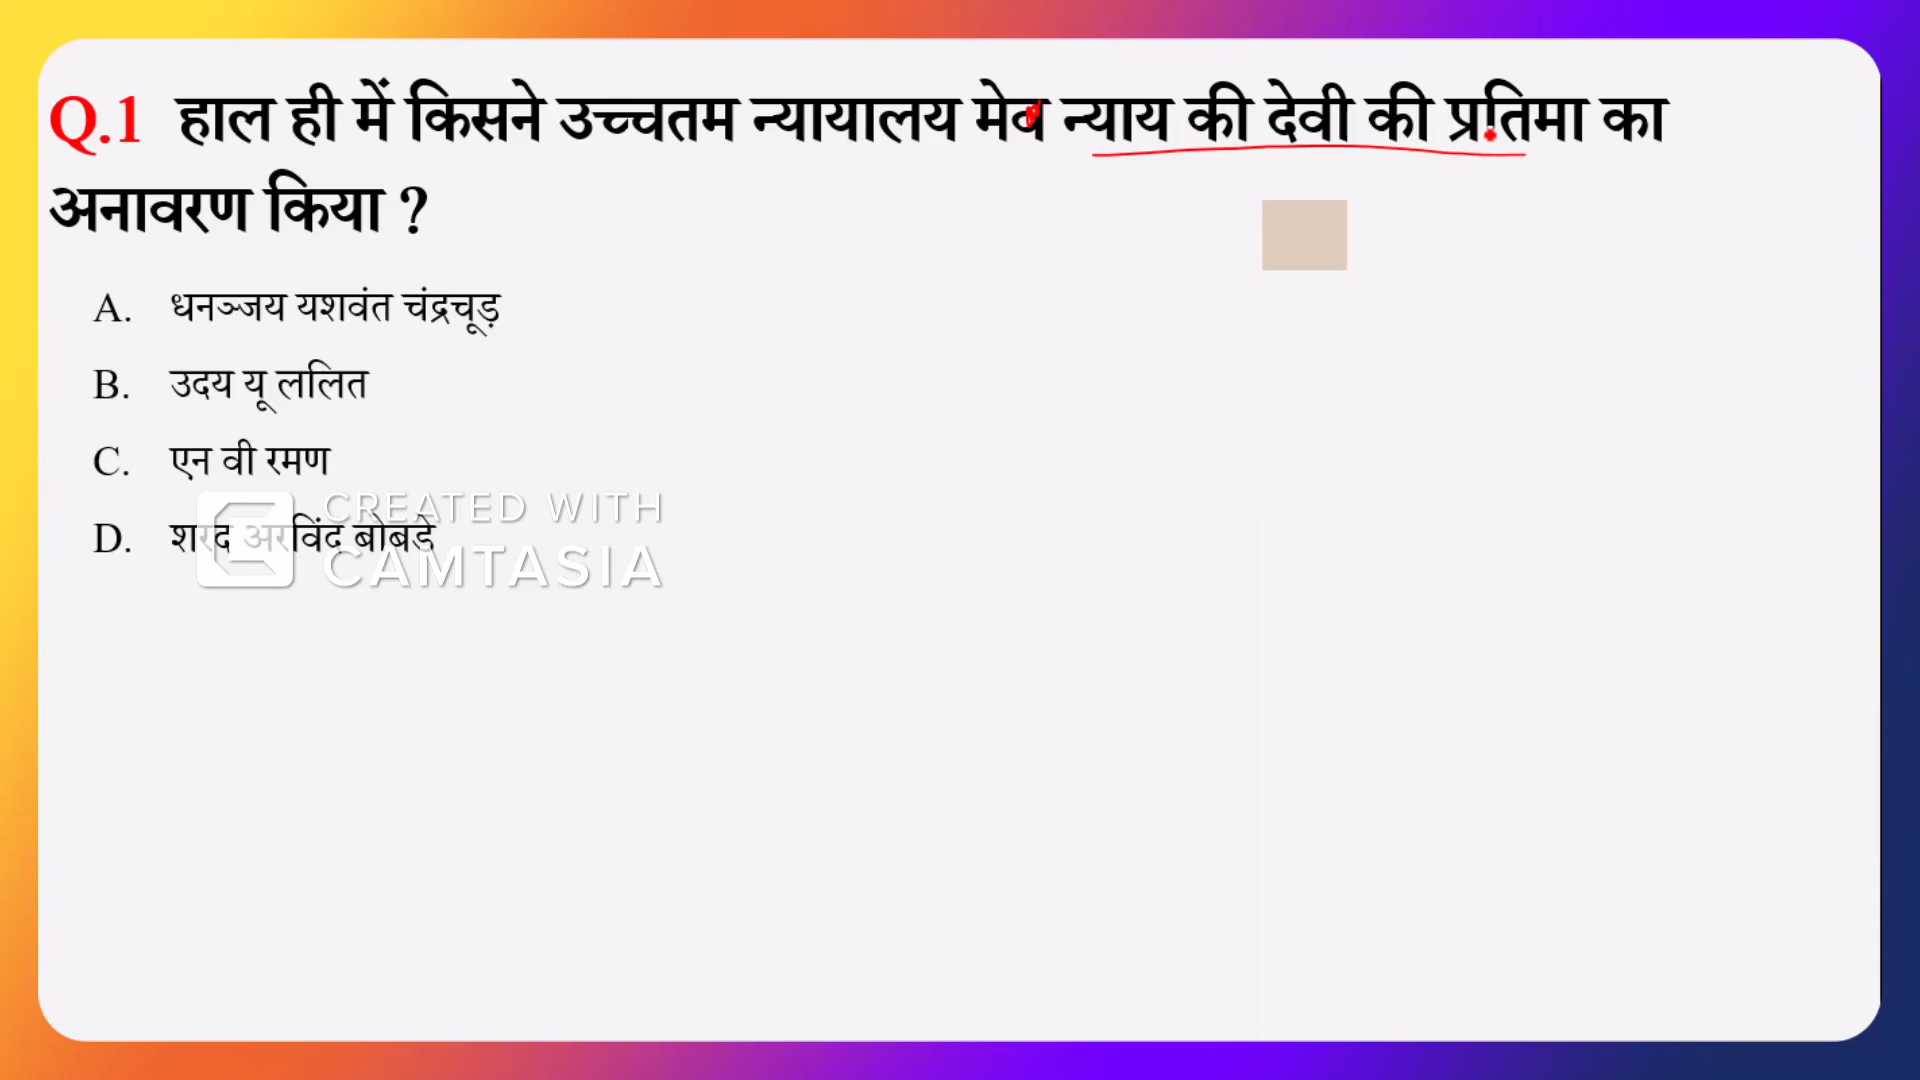 Q.1 हाल ही में किसने उच्चतम न्यायालय मेव न्याय की देवी की प्रतिमा का
अनावरण किया ?
A. धनञ्जय यशवंत चंद्रचूड़
B. उदय यू ललित
C. एन वी रमण
D. शरद अरविंद बोबडे
CREATED WITH
CAMTASIA